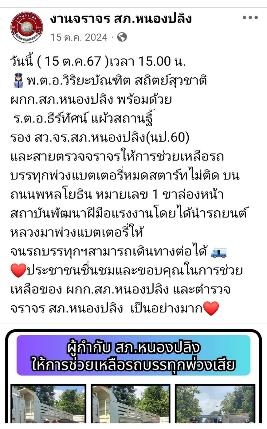 งานจราจร สภ.หนองปลิง
15 ต.ค. 2024
วันนี้ ( 15 ต.ค.67 )เวลา 15.00 น.
👮พ.ต.อ.วิริยะบัณฑิต สถิตย์สุวชาติ
ผกก.สภ.หนองปลิง พร้อมด้วย
ร.ต.อ.ธีร์ทัศน์ แผ้วสถานฐี์
รอง สว.จร.สภ.หนองปลิง(นป.60)
และสายตรวจจราจรให้การช่วยเหลือรถ
บรรทุกพ่วงแบตเตอรี่หมดสตาร์ทไม่ติด บน
ถนนพหลโยธิน หมายเลข 1 ขาล่องหน้า
สถาบันพัฒนาฝีมือแรงงานโดยได้นำรถยนต์
หลวงมาพ่วงแบตเตอรี่ให้
จนรถบรรทุกฯสามารถเดินทางต่อได้ 🚙
❤️ประชาชนชื่นชมและขอบคุณในการช่วย
เหลือของ ผกก.สภ.หนองปลิง และตำรวจ
จราจร สภ.หนองปลิง เป็นอย่างมาก❤️
ผู้กำกับ สภ.หนองปลิง
ให้การช่วยเหลือรถบรรทุกพ่วงเสีย